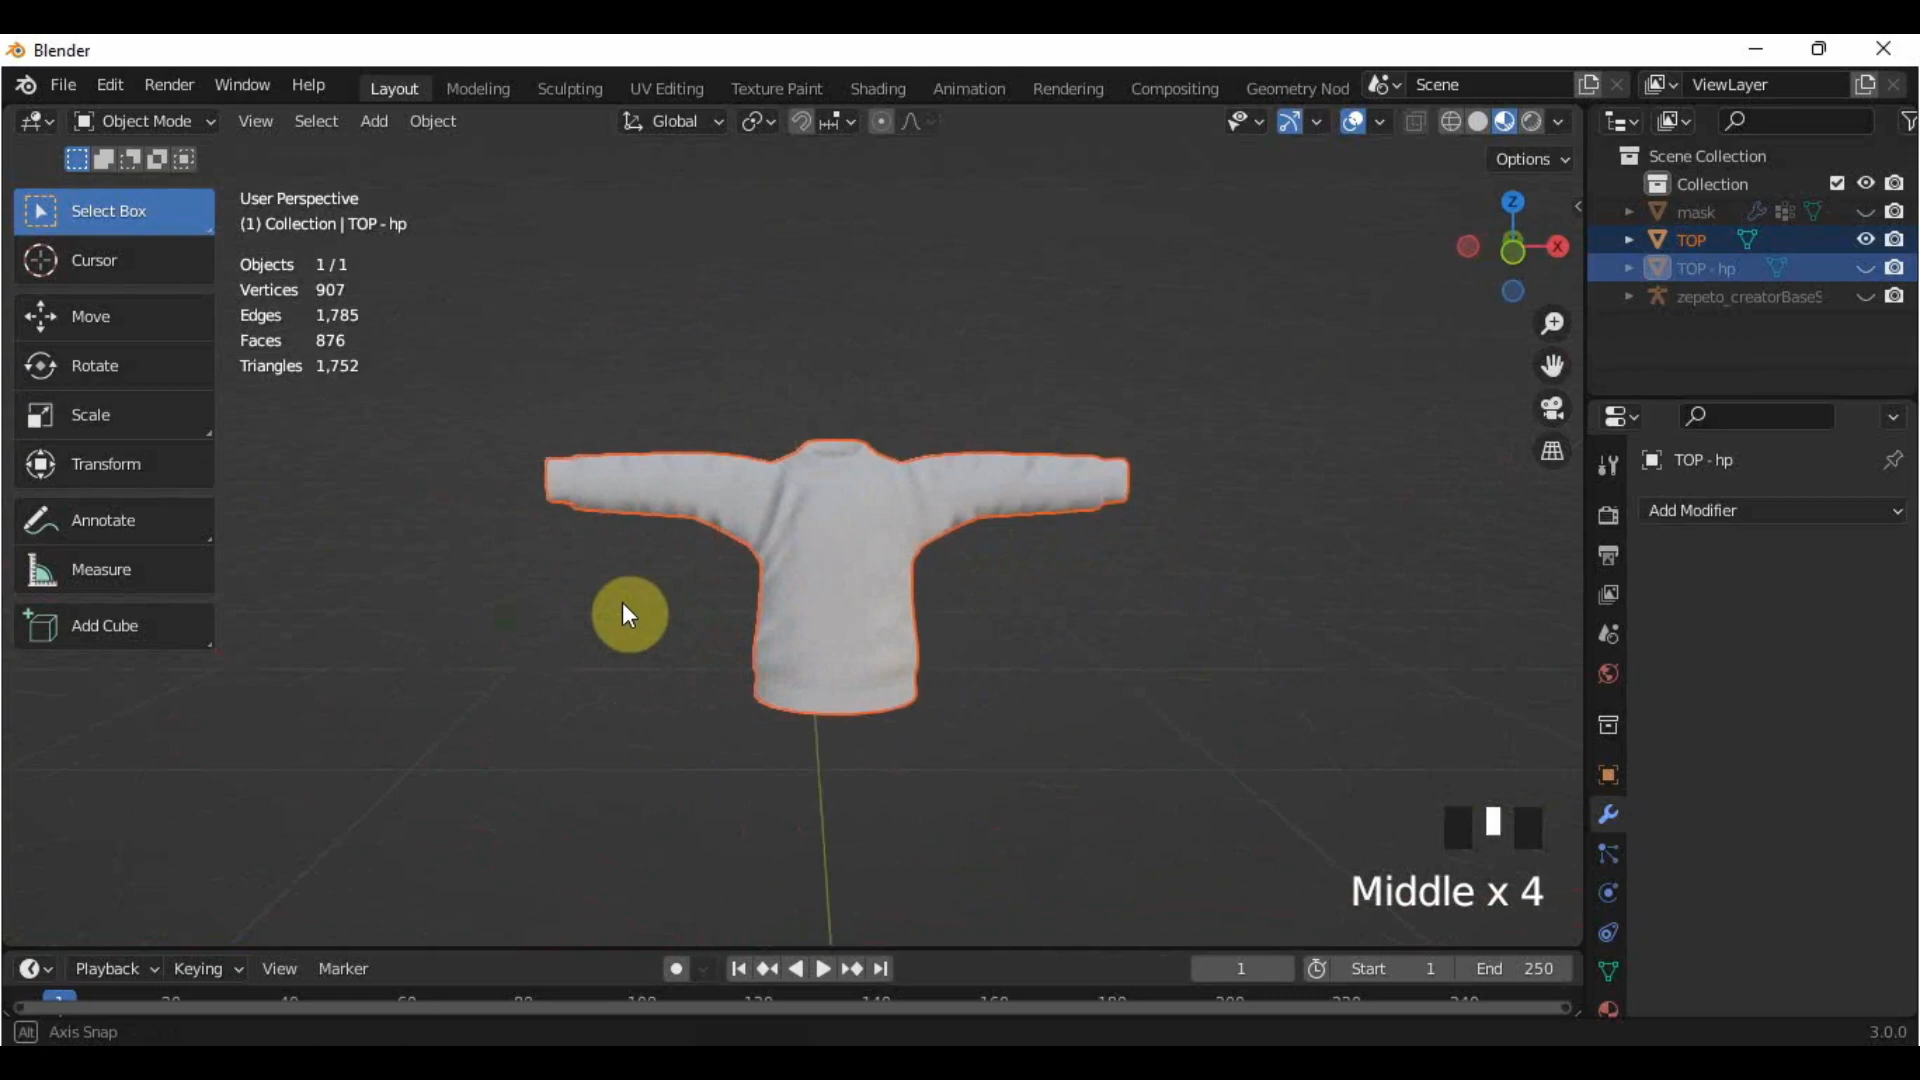 Blender
File Edit Render Window Help Layout Modeling Sculpting UV Editing Texture Paint Shading Animation Rendering Compositing Geometry Nod Scene ViewLayer
Object Mode View Select Add Object Global
Options
Select Box
Cursor
Move
Rotate
Scale
Transform
Annotate
Measure
Add Cube
User Perspective
(1) Collection | TOP - hp
Objects 1/1
Vertices 907
Edges 1,785
Faces 876
Triangles 1,752
Z
X
Scene Collection
Collection
mask
TOP
TOP - hp
zepeto_creatorBaseS
TOP - hp
Add Modifier
Middle x 4
Playback Keying View Marker 1 Start 1 End 250
1
Alt Axis Snap 3.0.0